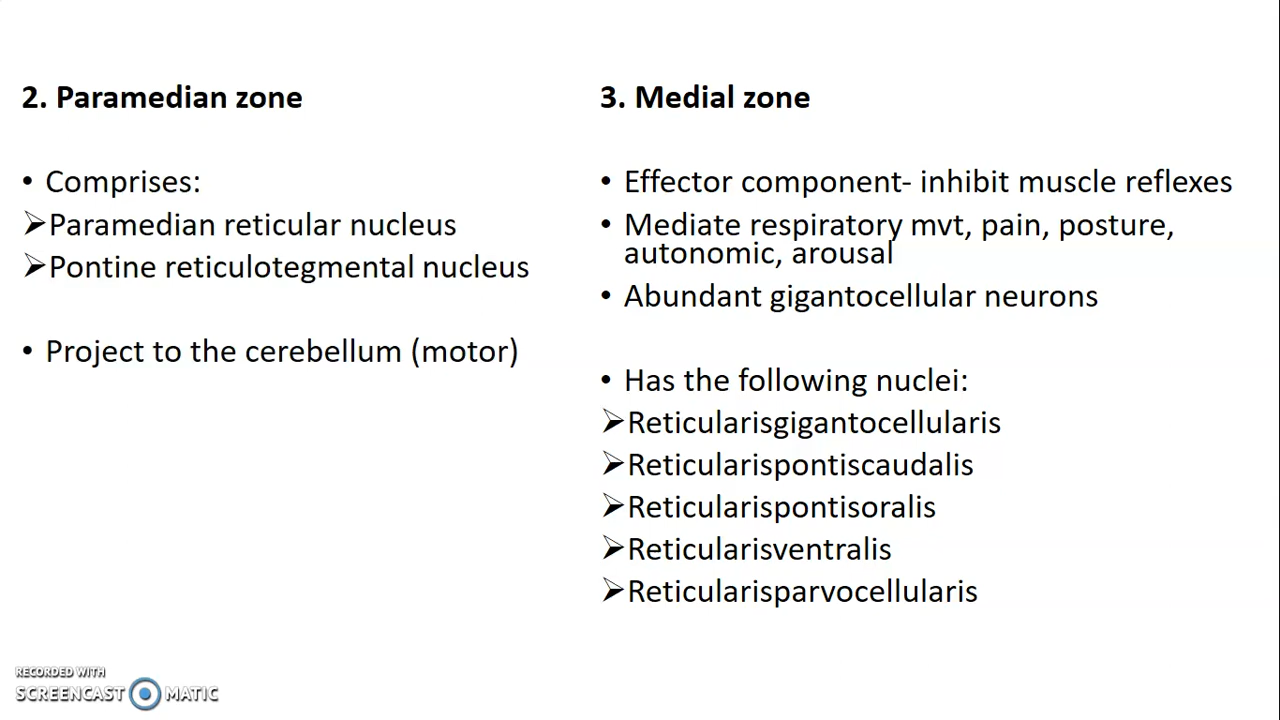 2. Paramedian zone
• Comprises:
➢Paramedian reticular nucleus
➢Pontine reticulotegmental nucleus
• Project to the cerebellum (motor)
3. Medial zone
• Effector component- inhibit muscle reflexes
• Mediate respiratory mvt, pain, posture,
autonomic, arousal
• Abundant gigantocellular neurons
• Has the following nuclei:
➢Reticularisgigantocellularis
➢Reticularispontiscaudalis
➢Reticularispontisoralis
➢Reticularisventralis
➢Reticularisparvocellularis
RECORDED WITH
SCREENCAST MATIC